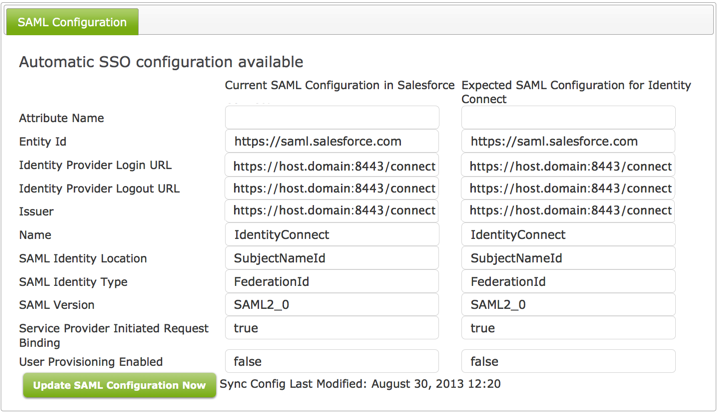 SAML Configuration
Automatic SSO configuration available
Current SAML Configuration in Salesforce Expected SAML Configuration for Identity
Connect
Attribute Name
Entity Id https://saml.salesforce.com https://saml.salesforce.com
Identity Provider Login URL https://host.domain:8443/connect https://host.domain:8443/connect
Identity Provider Logout URL https://host.domain:8443/connect https://host.domain:8443/connect
Issuer https://host.domain:8443/connect https://host.domain:8443/connect
Name IdentityConnect IdentityConnect
SAML Identity Location SubjectNameId SubjectNameId
SAML Identity Type FederationId FederationId
SAML Version SAML2_0 SAML2_0
Service Provider Initiated Request true true
Binding
User Provisioning Enabled false false
Update SAML Configuration Now Sync Config Last Modified: August 30, 2013 12:20